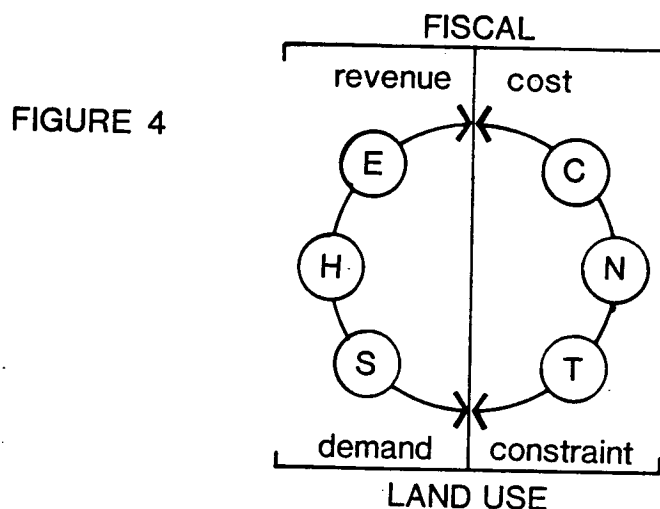 FISCAL
revenue cost
FIGURE 4
E C
H N
S T
demand constraint
LAND USE